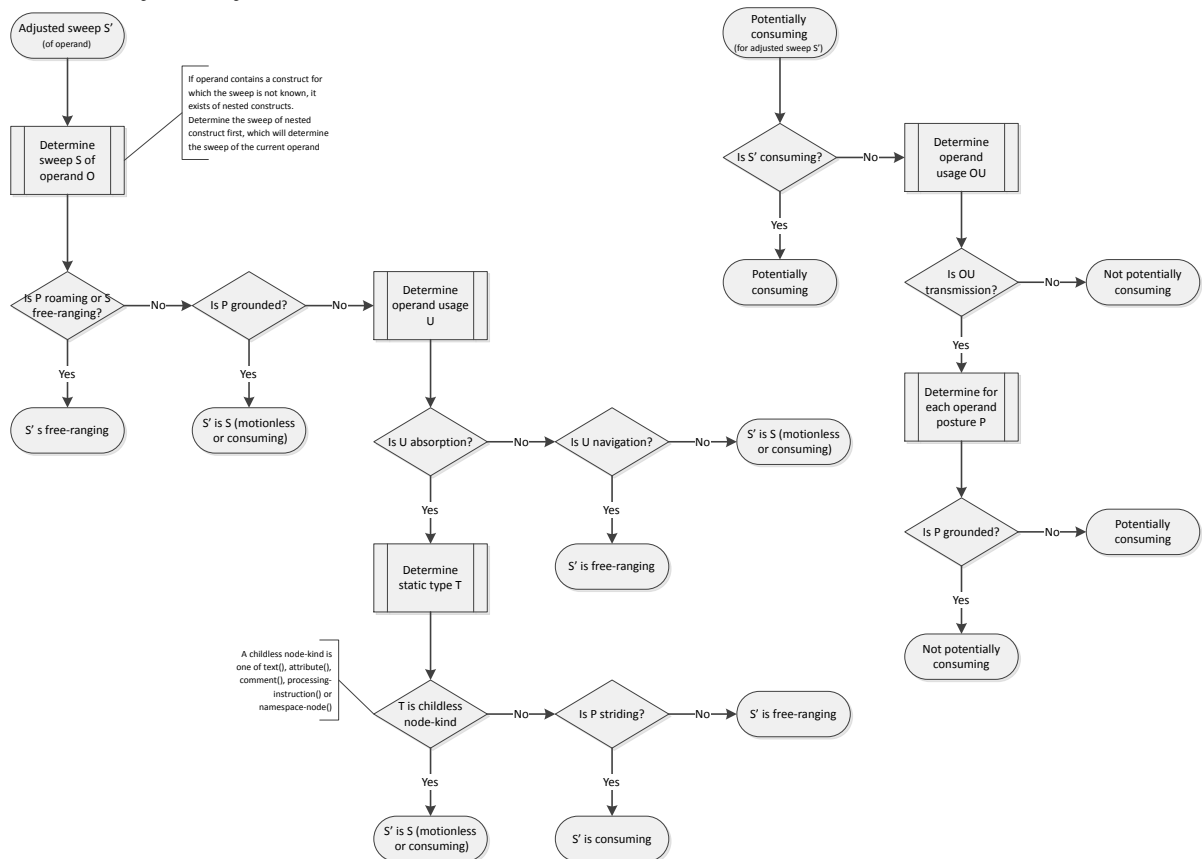 Adjusted sweep S’
(of operand)
If operand contains a construct for
which the sweep is not known, it
exists of nested constructs.
Determine the sweep of nested
construct first, which will determine
the sweep of the current operand
Determine
sweep S of
operand O
Is P roaming or S
free-ranging?
No
Is P grounded?
No
Determine
operand usage
U
Yes
Yes
S’ s free-ranging
S’ is S (motionless
or consuming)
Is U absorption?
No
Is U navigation?
No
S’ is S (motionless
or consuming)
Yes
Yes
Determine
static type T
S’ is free-ranging
A childless node-kind is
one of text(), attribute(),
comment(), processing-
instruction() or
namespace-node()
T is childless
node-kind
No
Is P striding?
No
S’ is free-ranging
Yes
Yes
S’ is S (motionless
or consuming)
S’ is consuming
Potentially
consuming
(for adjusted sweep S’)
Is S’ consuming?
No
Determine
operand
usage OU
Yes
Yes
Potentially
consuming
Is OU
transmission?
No
Not potentially
consuming
Yes
Determine for
each operand
posture P
Is P grounded?
No
Potentially
consuming
Yes
Not potentially
consuming